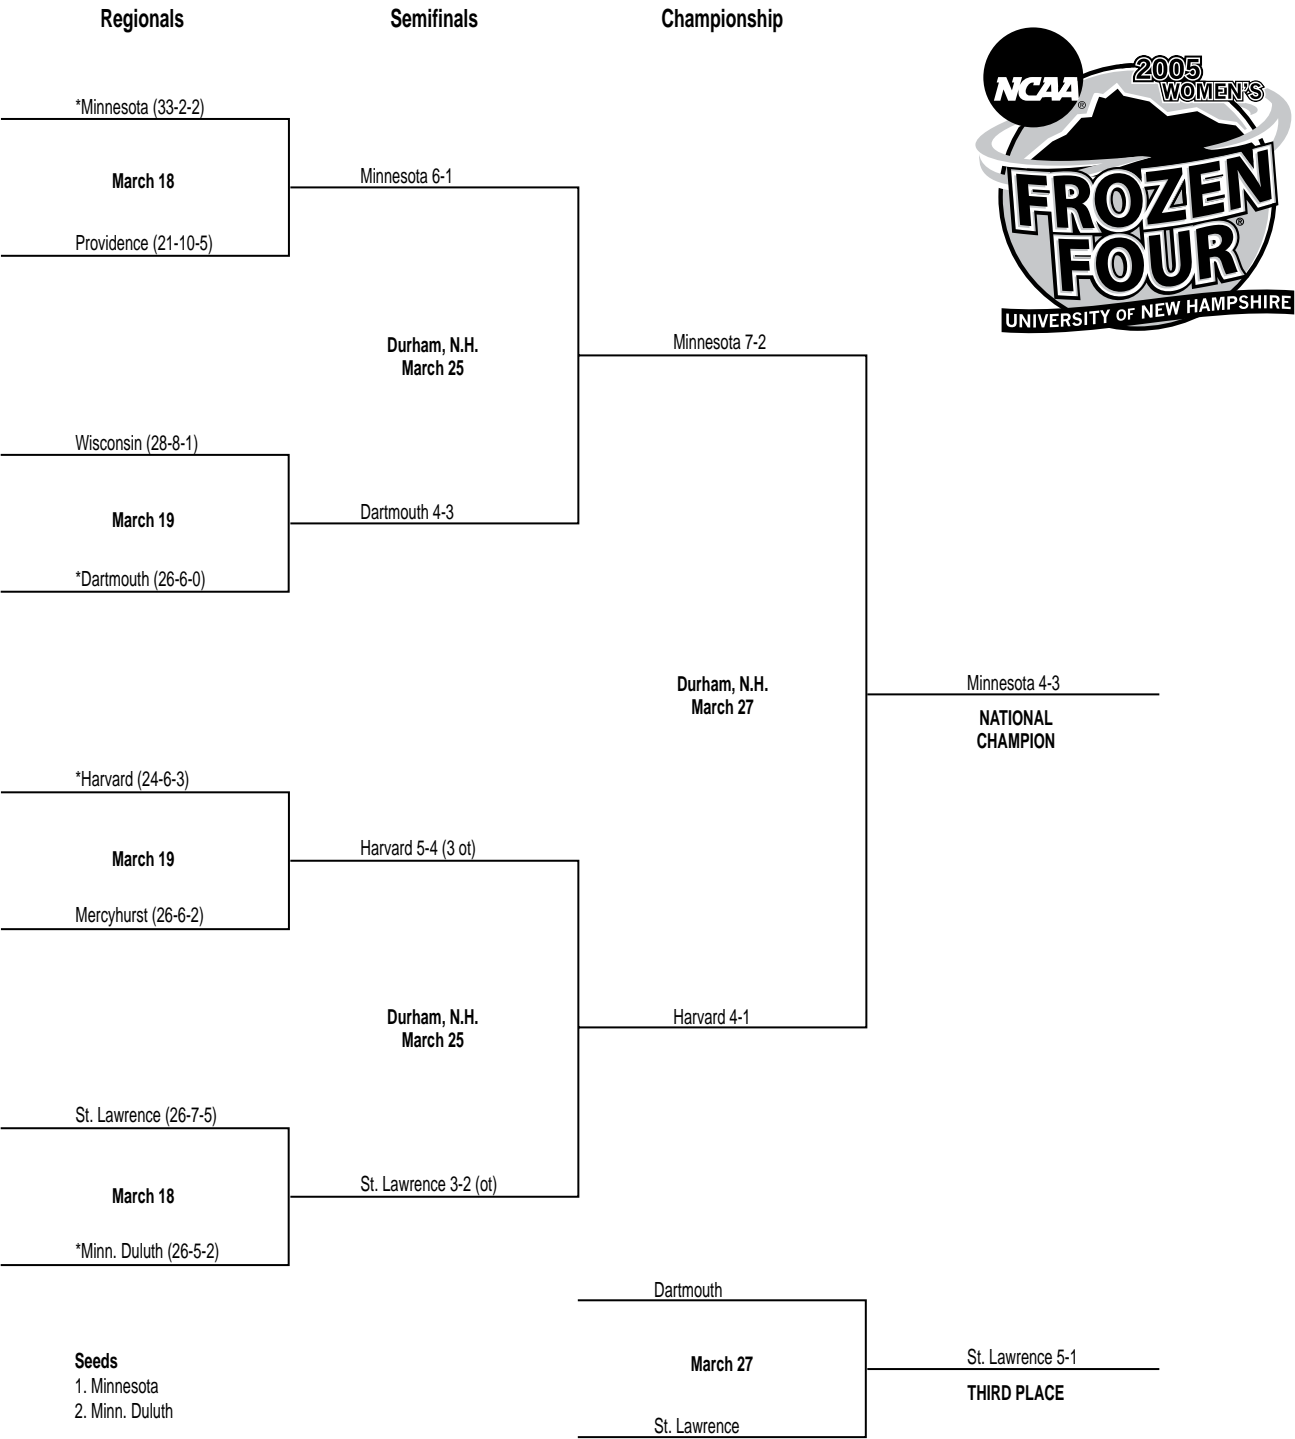 Regionals
Semifinals
Championship
NCAA®
2005
WOMEN'S
FROZEN
FOUR®
UNIVERSITY OF NEW HAMPSHIRE
*Minnesota (33-2-2)
March 18
Providence (21-10-5)
Minnesota 6-1
Durham, N.H.
March 25
Wisconsin (28-8-1)
March 19
*Dartmouth (26-6-0)
Dartmouth 4-3
Minnesota 7-2
Durham, N.H.
March 27
Minnesota 4-3
NATIONAL
CHAMPION
*Harvard (24-6-3)
March 19
Mercyhurst (26-6-2)
Harvard 5-4 (3 ot)
Durham, N.H.
March 25
Harvard 4-1
St. Lawrence (26-7-5)
March 18
*Minn. Duluth (26-5-2)
St. Lawrence 3-2 (ot)
Dartmouth
March 27
St. Lawrence
St. Lawrence 5-1
THIRD PLACE
Seeds
1. Minnesota
2. Minn. Duluth